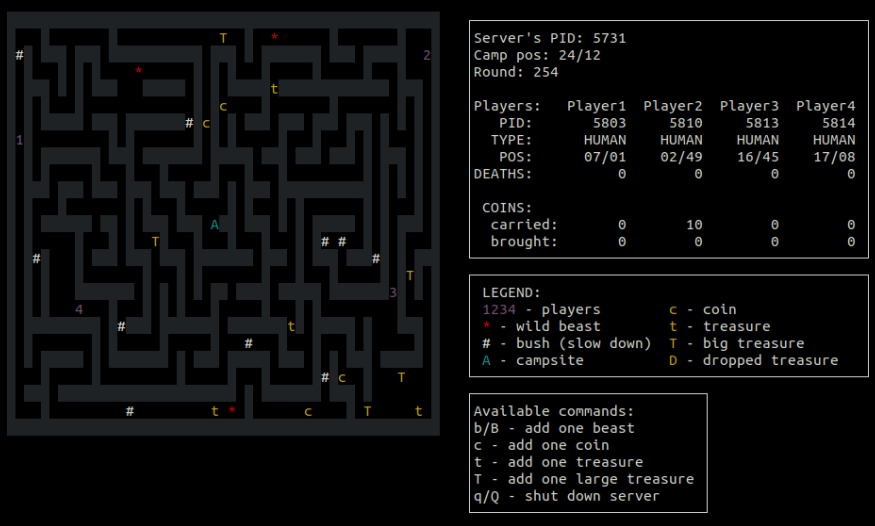 T *
# 2
*
t
c
# c
1
A
T # #
# #
T
3
4
# t
#
# c T
# t * c T t
Server's PID: 5731
Camp pos: 24/12
Round: 254
Players: Player1 Player2 Player3 Player4
PID: 5803 5810 5813 5814
TYPE: HUMAN HUMAN HUMAN HUMAN
POS: 07/01 02/49 16/45 17/08
DEATHS: 0 0 0 0
COINS:
carried: 0 10 0 0
brought: 0 0 0 0
LEGEND:
1234 - players c - coin
* - wild beast t - treasure
# - bush (slow down) T - big treasure
A - campsite D - dropped treasure
Available commands:
b/B - add one beast
c - add one coin
t - add one treasure
T - add one large treasure
q/Q - shut down server